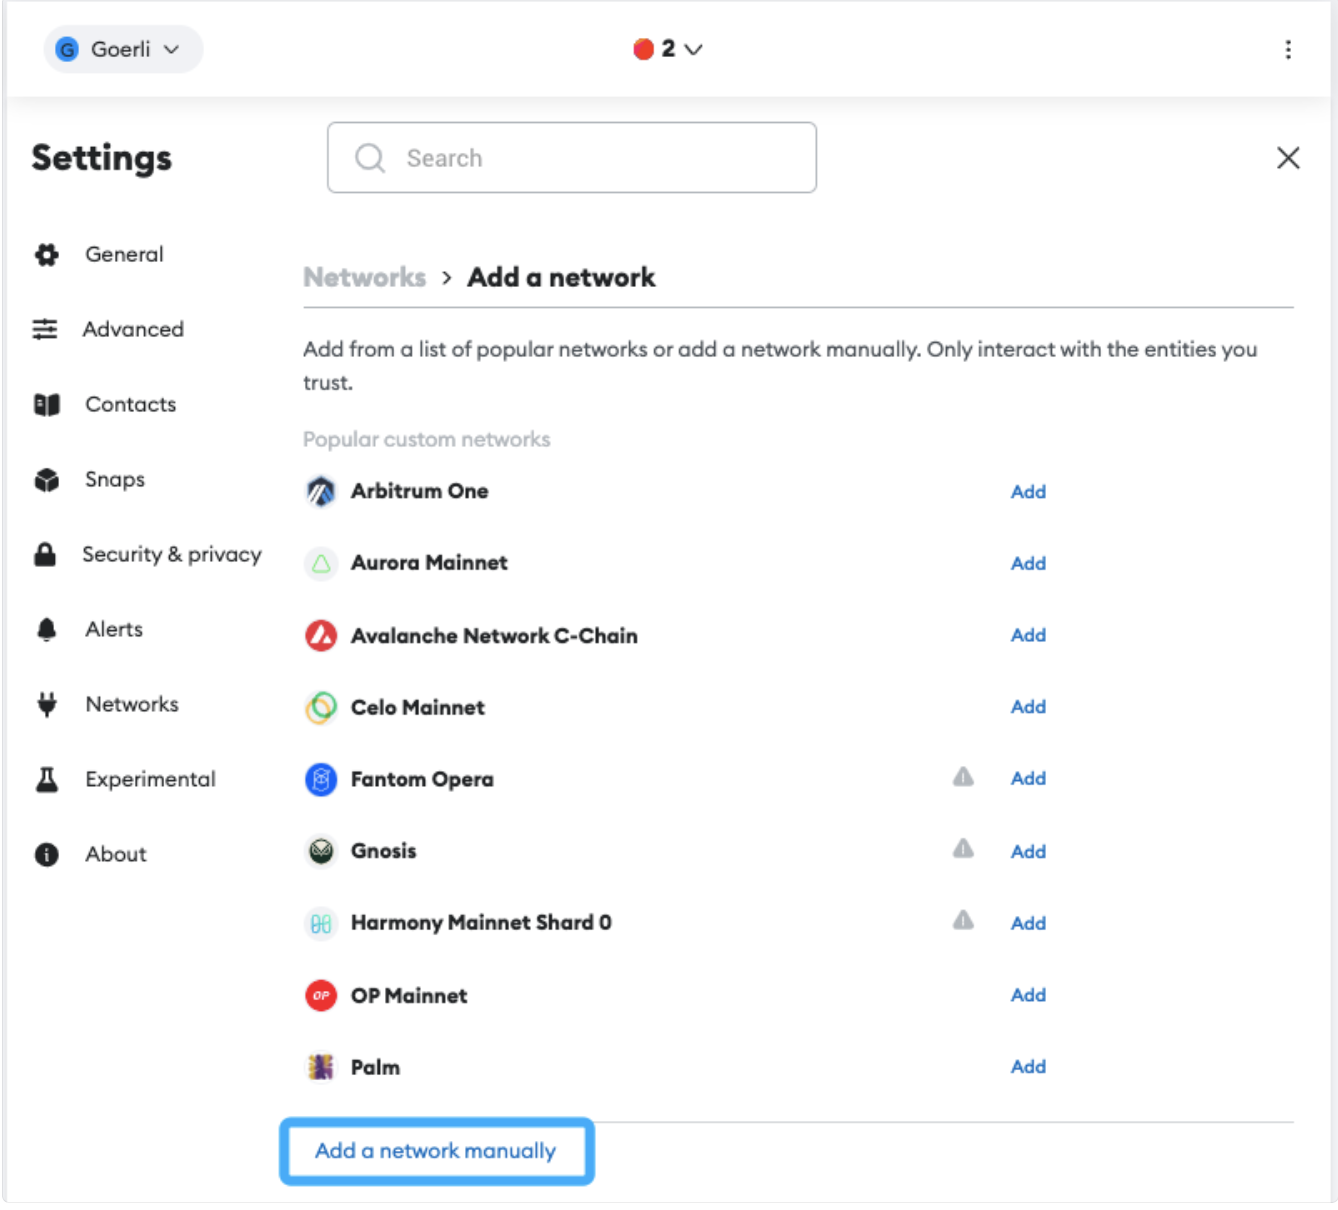 G Goerli
2
Settings
Search
General
Advanced
Contacts
Snaps
Security & privacy
Alerts
Networks
Experimental
About
Networks > Add a network
Add from a list of popular networks or add a network manually. Only interact with the entities you
trust.
Popular custom networks
Arbitrum One Add
Aurora Mainnet Add
Avalanche Network C-Chain Add
Celo Mainnet Add
Fantom Opera Add
Gnosis Add
Harmony Mainnet Shard 0 Add
OP OP Mainnet Add
Palm Add
Add a network manually